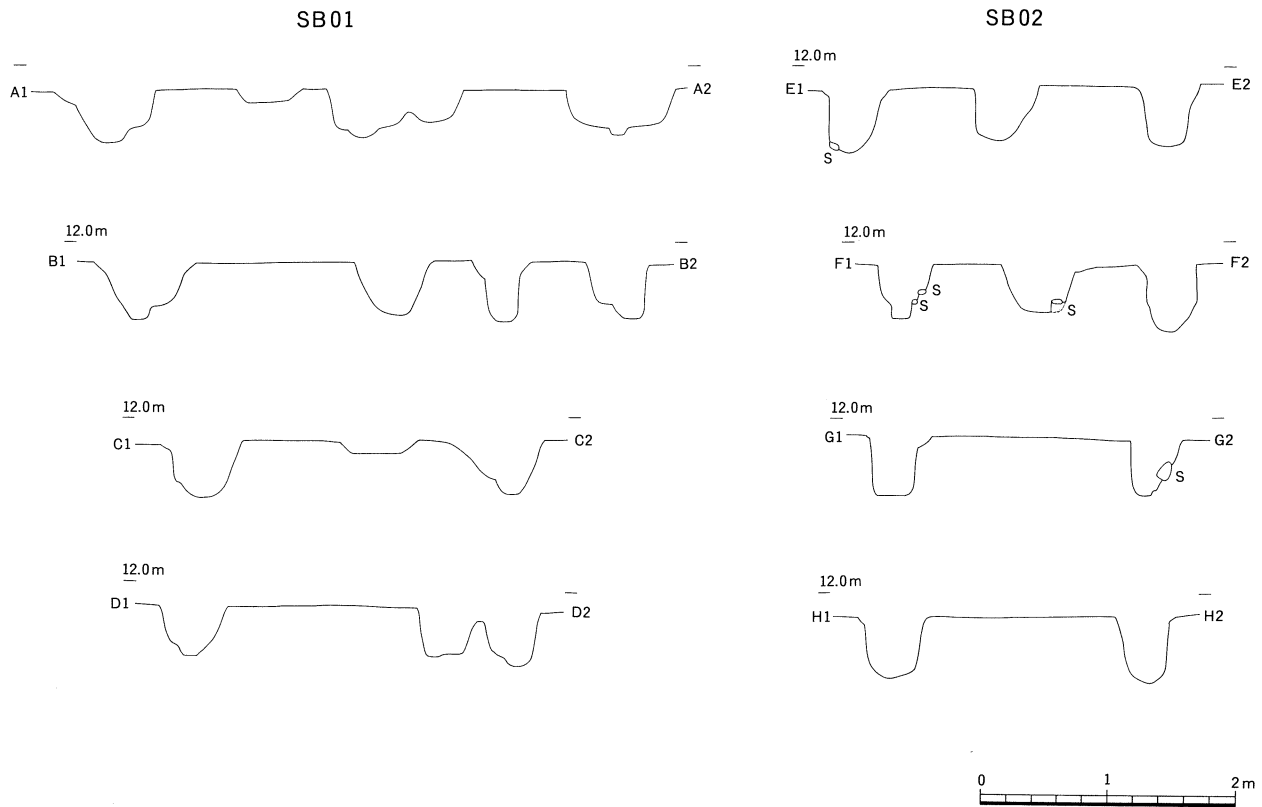 SB01
A1 A2
12.0m
B1 B2
12.0m
C1 C2
12.0m
D1 D2
SB02
12.0m
E1 E2
S
12.0m
F1 F2
S
S S
12.0m
G1 G2
S
12.0m
H1 H2
0 1 2m